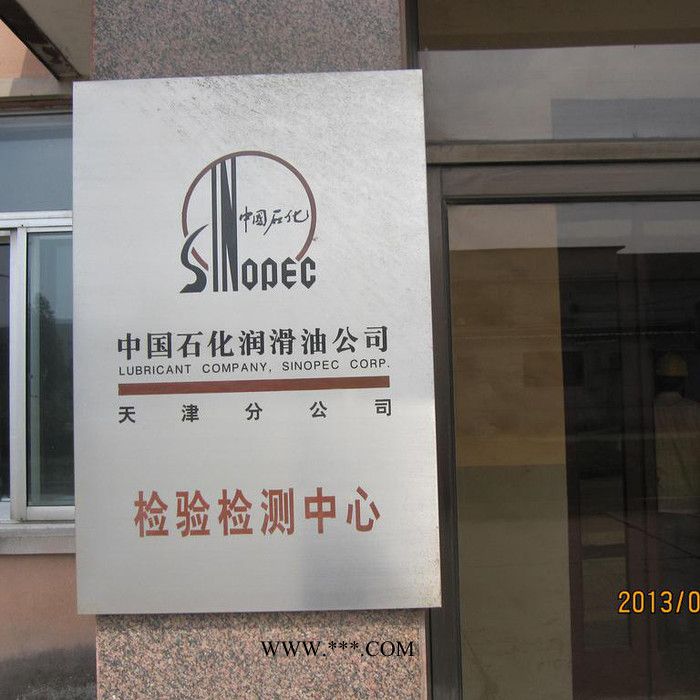 中国石化
SINOPEC
中国石化润滑油公司
LUBRICANT COMPANY, SINOPEC CORP.
天津分公司
检验检测中心
2013/0
WWW.***.COM